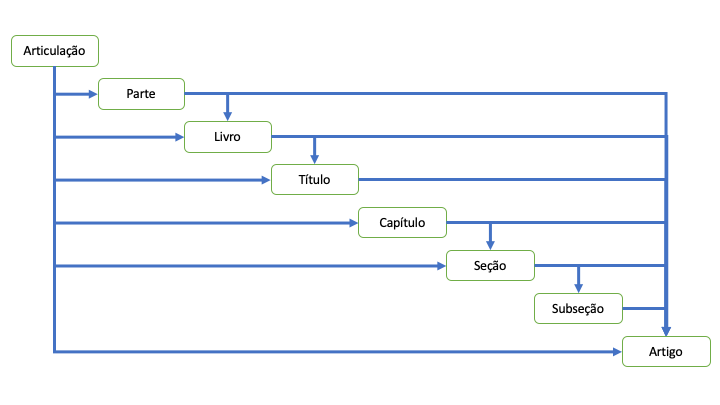 Articulação
Parte
Livro
Título
Capítulo
Seção
Subseção
Artigo